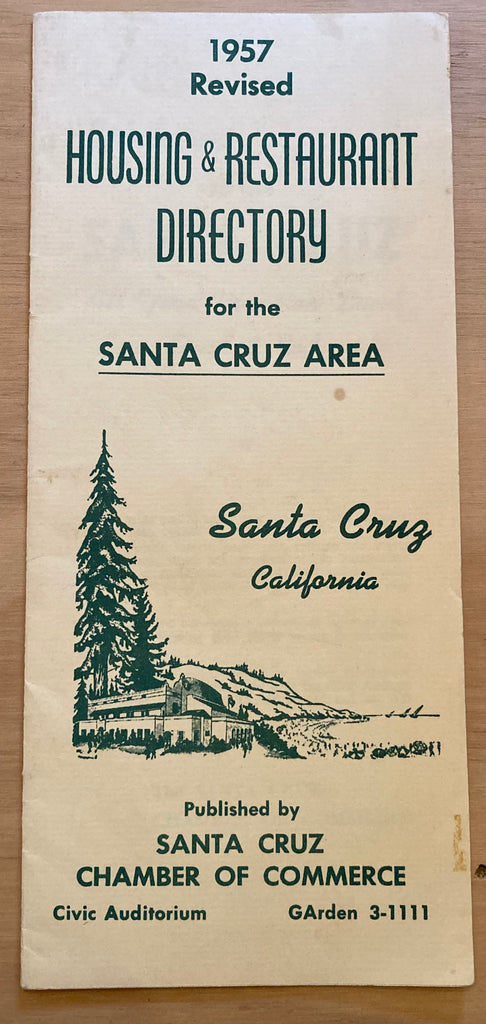 1957
Revised
HOUSING & RESTAURANT
DIRECTORY
for the
SANTA CRUZ AREA
Santa Cruz
California
Published by
SANTA CRUZ
CHAMBER OF COMMERCE
Civic Auditorium GArden 3-1111